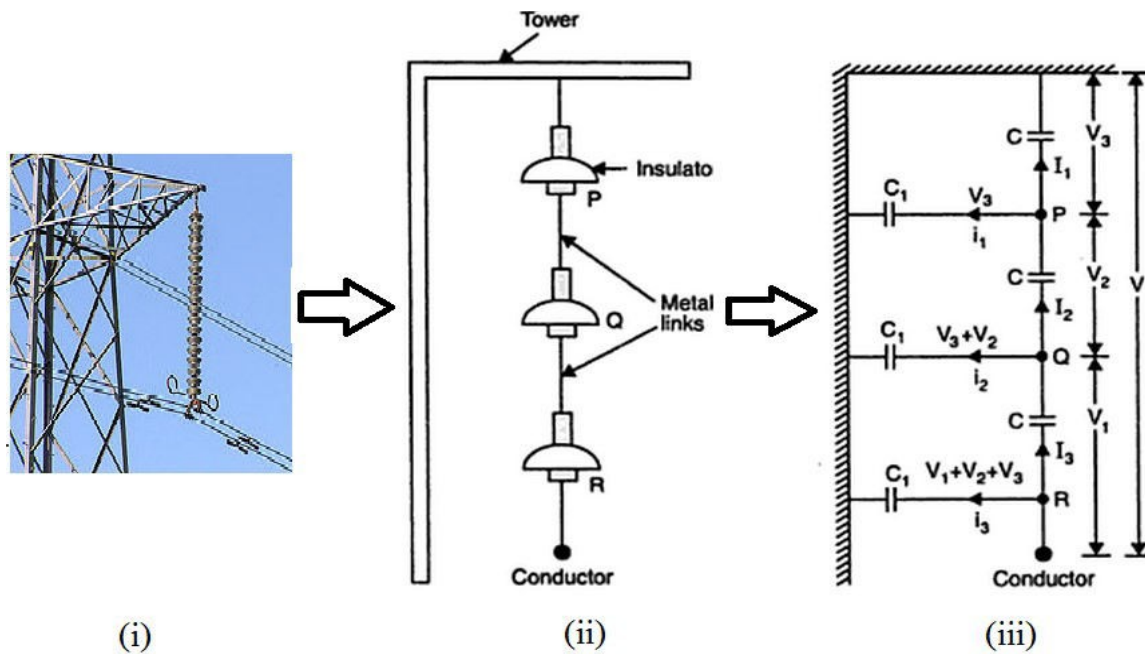 Tower
Insulato
P
Metal
links
Q
R
Conductor
C
V₃
I₁
C₁
V₃
i₁
P
V
C
V₂
I₂
C₁
V₃+V₂
i₂
Q
C
V₁
I₃
C₁
V₁+V₂+V₃
i₃
R
Conductor
(i)
(ii)
(iii)